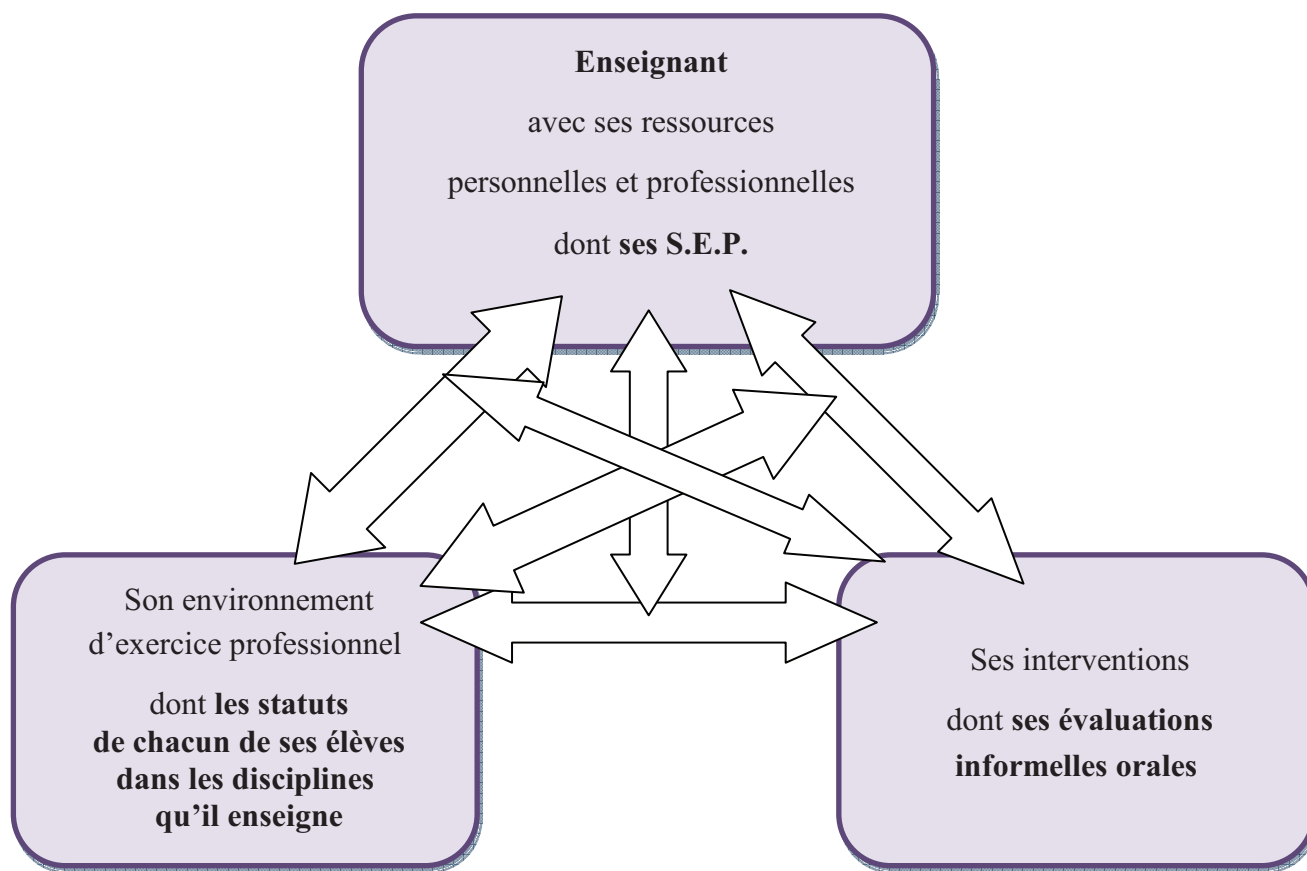 Enseignant
avec ses ressources
personnelles et professionnelles
dont ses S.E.P.
Son environnement
d’exercice professionnel
dont les statuts
de chacun de ses élèves
dans les disciplines
qu’il enseigne
Ses interventions
dont ses évaluations
informelles orales